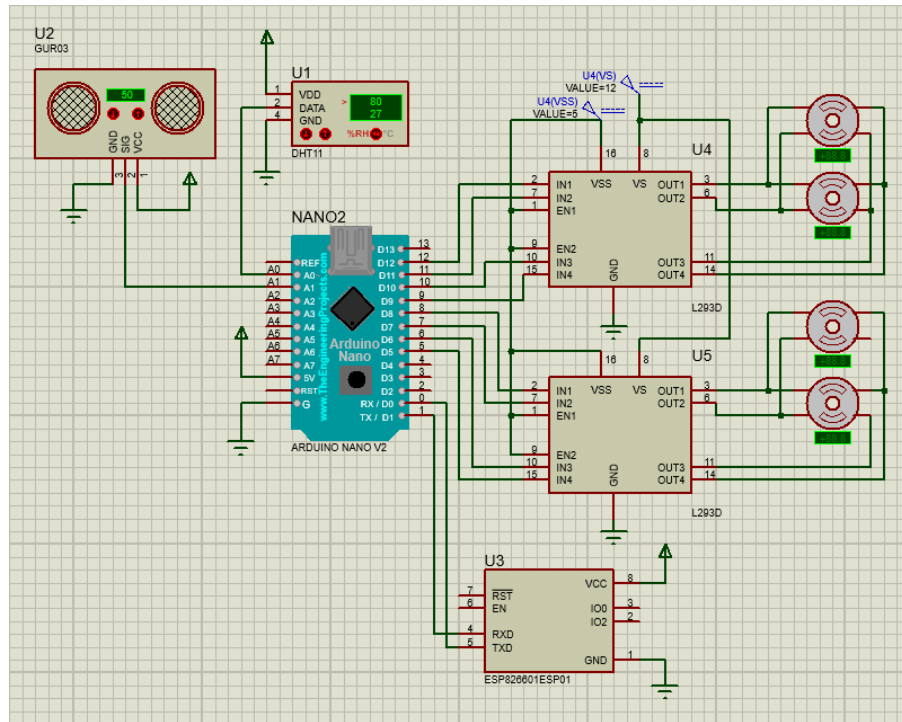 U2
GUR03
50
GND
SIG
VCC
3
2
1
U1
1
VDD
2
DATA
4
GND
80
27
%RH
°C
DHT11
U4(VS)
VALUE=12
U4(VSS)
VALUE=5
16
8
U4
2
IN1
VSS
VS
OUT1
3
7
IN2
OUT2
6
1
EN1
9
EN2
10
IN3
OUT3
11
15
IN4
OUT4
14
GND
L293D
NANO2
www.TheEngineeringProjects.com
Arduino
Nano
REF
A0
A0
A1
A1
A2
A2
A3
A3
A4
A4
A5
A5
A6
A6
A7
A7
5V
RST
G
D13
13
D12
12
D11
11
D10
10
D9
9
D8
8
D7
7
D6
6
D5
5
D4
4
D3
3
D2
2
RX / D0
0
TX / D1
1
ARDUINO NANO V2
16
8
U5
2
IN1
VSS
VS
OUT1
3
7
IN2
OUT2
6
1
EN1
9
EN2
10
IN3
OUT3
11
15
IN4
OUT4
14
GND
L293D
U3
7
RST
6
EN
4
RXD
5
TXD
VCC
8
IO0
3
IO2
2
GND
1
ESP826601ESP01